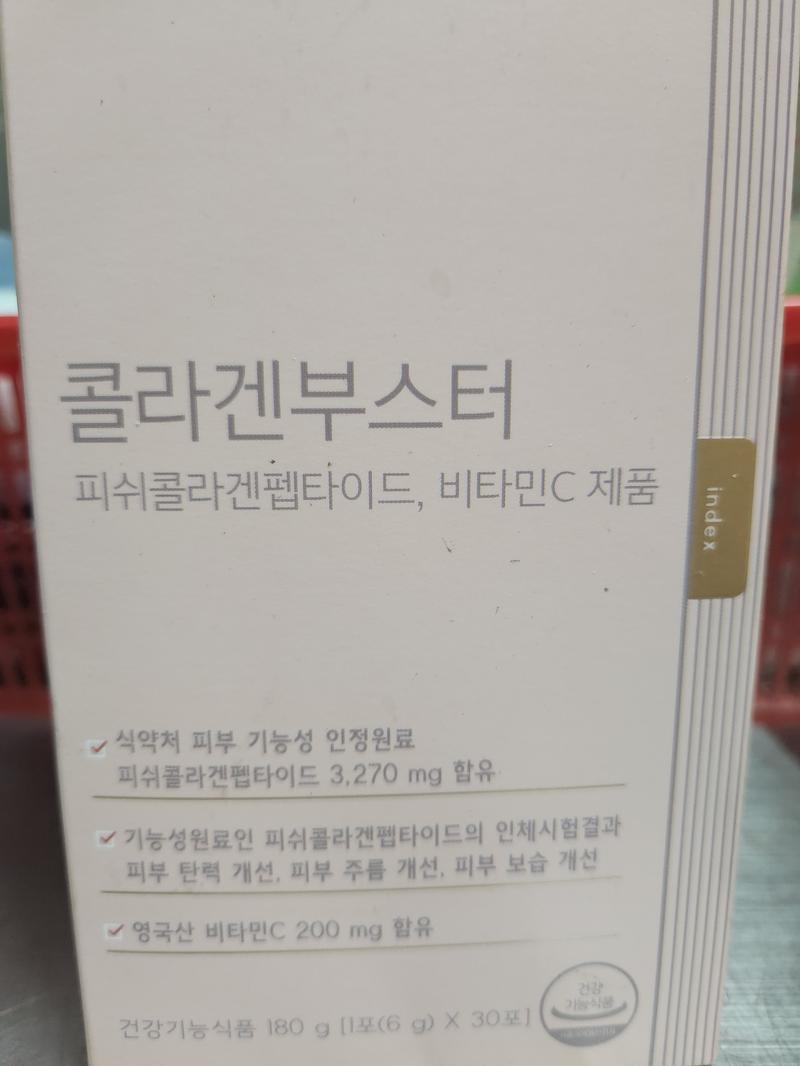 콜라겐부스터
피쉬콜라겐펩타이드, 비타민C 제품
index
식약처 피부 기능성 인정원료
피쉬콜라겐펩타이드 3,270 mg 함유
기능성원료인 피쉬콜라겐펩타이드의 인체시험결과
피부 탄력 개선, 피부 주름 개선, 피부 보습 개선
영국산 비타민C 200 mg 함유
건강
기능식품
건강기능식품 180 g [1포(6 g) X 30포]